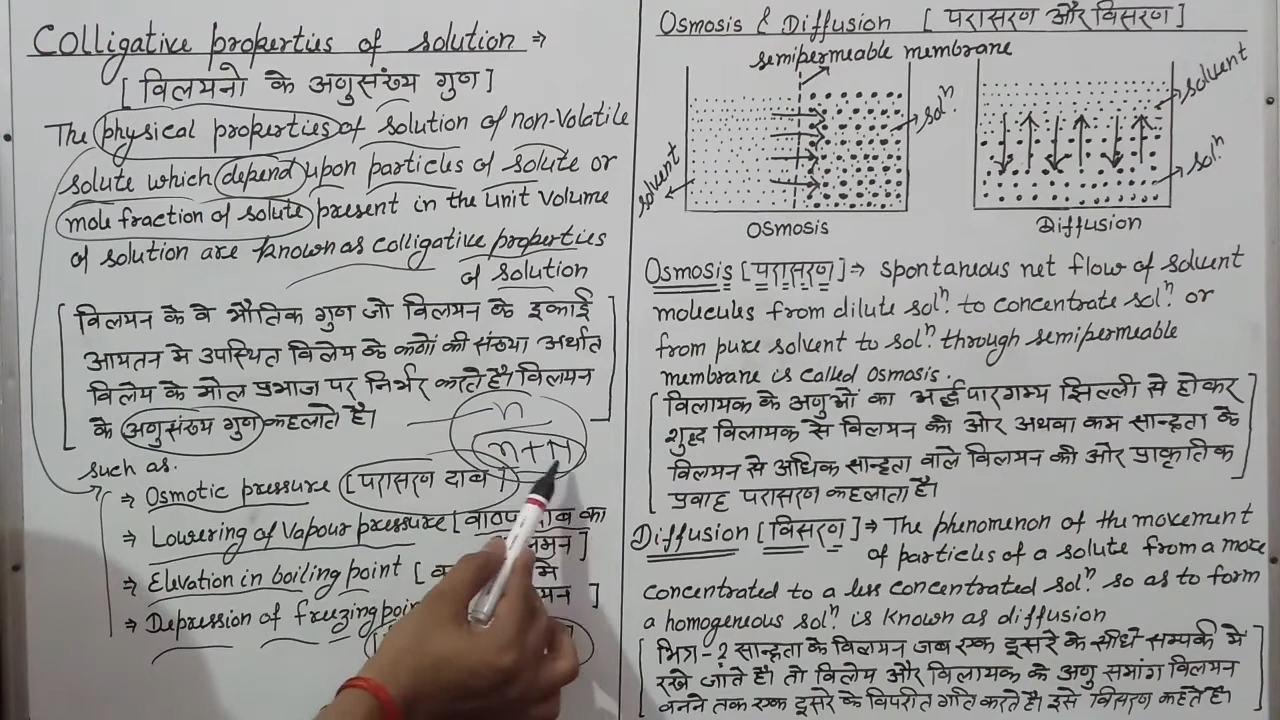 Colligative properties of solution ⇒
[ विलयनो के अणुसंख्य गुण ]
The physical properties of solution of non-Volatile
solute which depend upon particles of solute or
mole fraction of solute present in the unit volume
of solution are known as colligative properties
of solution
[ विलयन के वे भौतिक गुण जो विलयन के इकाई
आयतन मे उपस्थित विलेय के कणों की संख्या अर्थात
विलेय के मोल प्रभाज पर निर्भर करते है। विलयन
के अणुसंख्य गुण कहलाते है। ]
n
n+N
such as.
⇒ Osmotic pressure [ परासरण दाब ]
⇒ Lowering of Vapour pressure [ वाष्प दाब का
]
⇒ Elevation in boiling point [ मे
]
⇒ Depression of freezing
Osmosis & Diffusion [ परासरण और विसरण ]
semipermeable membrane
solvent
solⁿ.
solvent
solⁿ.
Osmosis
Diffusion
Osmosis [परासरण] ⇒ spontaneous net flow of solvent
molecules from dilute solⁿ. to concentrate solⁿ. or
from pure solvent to solⁿ. through semipermeable
membrane is called osmosis.
[ विलायक के अणुओं का अर्द्धपारगम्य झिल्ली से होकर
शुद्ध विलायक से विलयन की ओर अथवा कम सान्द्रता के
विलयन से अधिक सान्द्रता वाले विलयन की ओर प्राकृतिक
प्रवाह परासरण कहलाता है। ]
Diffusion [विसरण] ⇒ The phenomenon of the movement
of particles of a solute from a more
concentrated to a less concentrated solⁿ. so as to form
a homogeneous solⁿ. is known as diffusion
[ भिन्न-२ सान्द्रता के विलयन जब एक दूसरे के सीधे सम्पर्क में
रखे जाते है। तो विलेय और विलायक के अणु समांग विलयन
बनने तक एक दूसरे के विपरीत गति करते है। इसे विसरण कहते है। ]